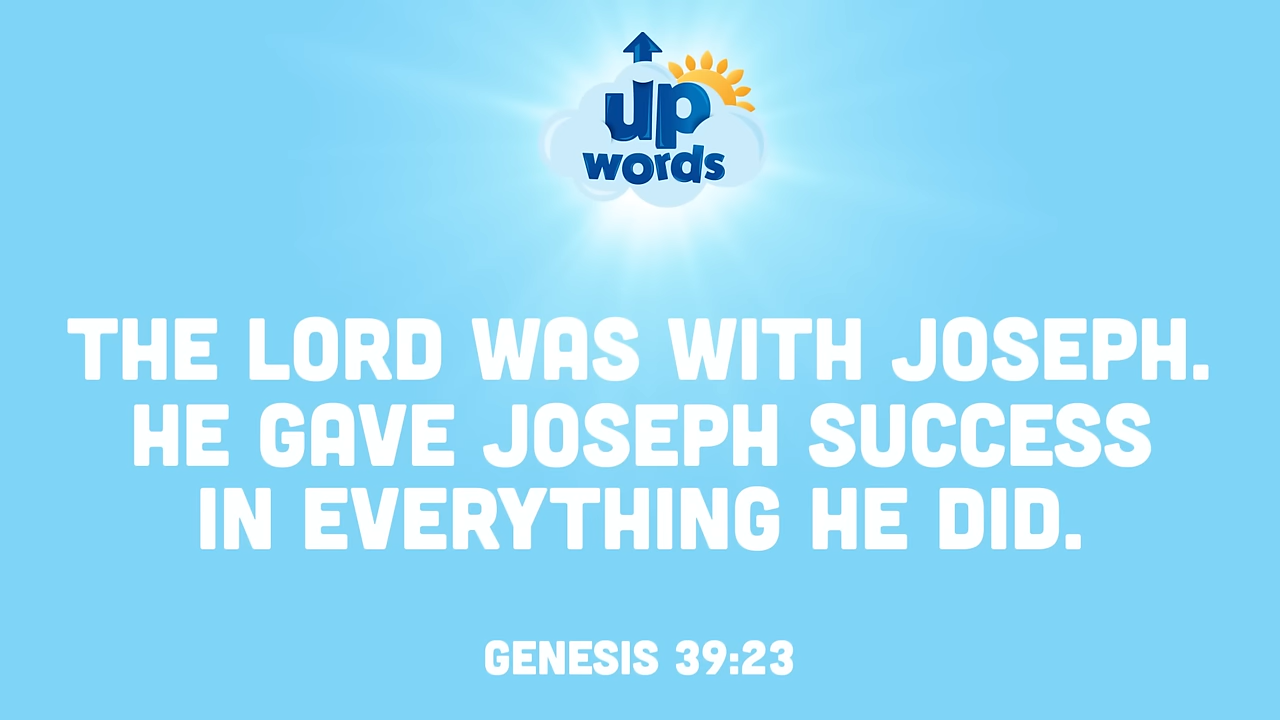 up
words
THE LORD WAS WITH JOSEPH.
HE GAVE JOSEPH SUCCESS
IN EVERYTHING HE DID.
GENESIS 39:23